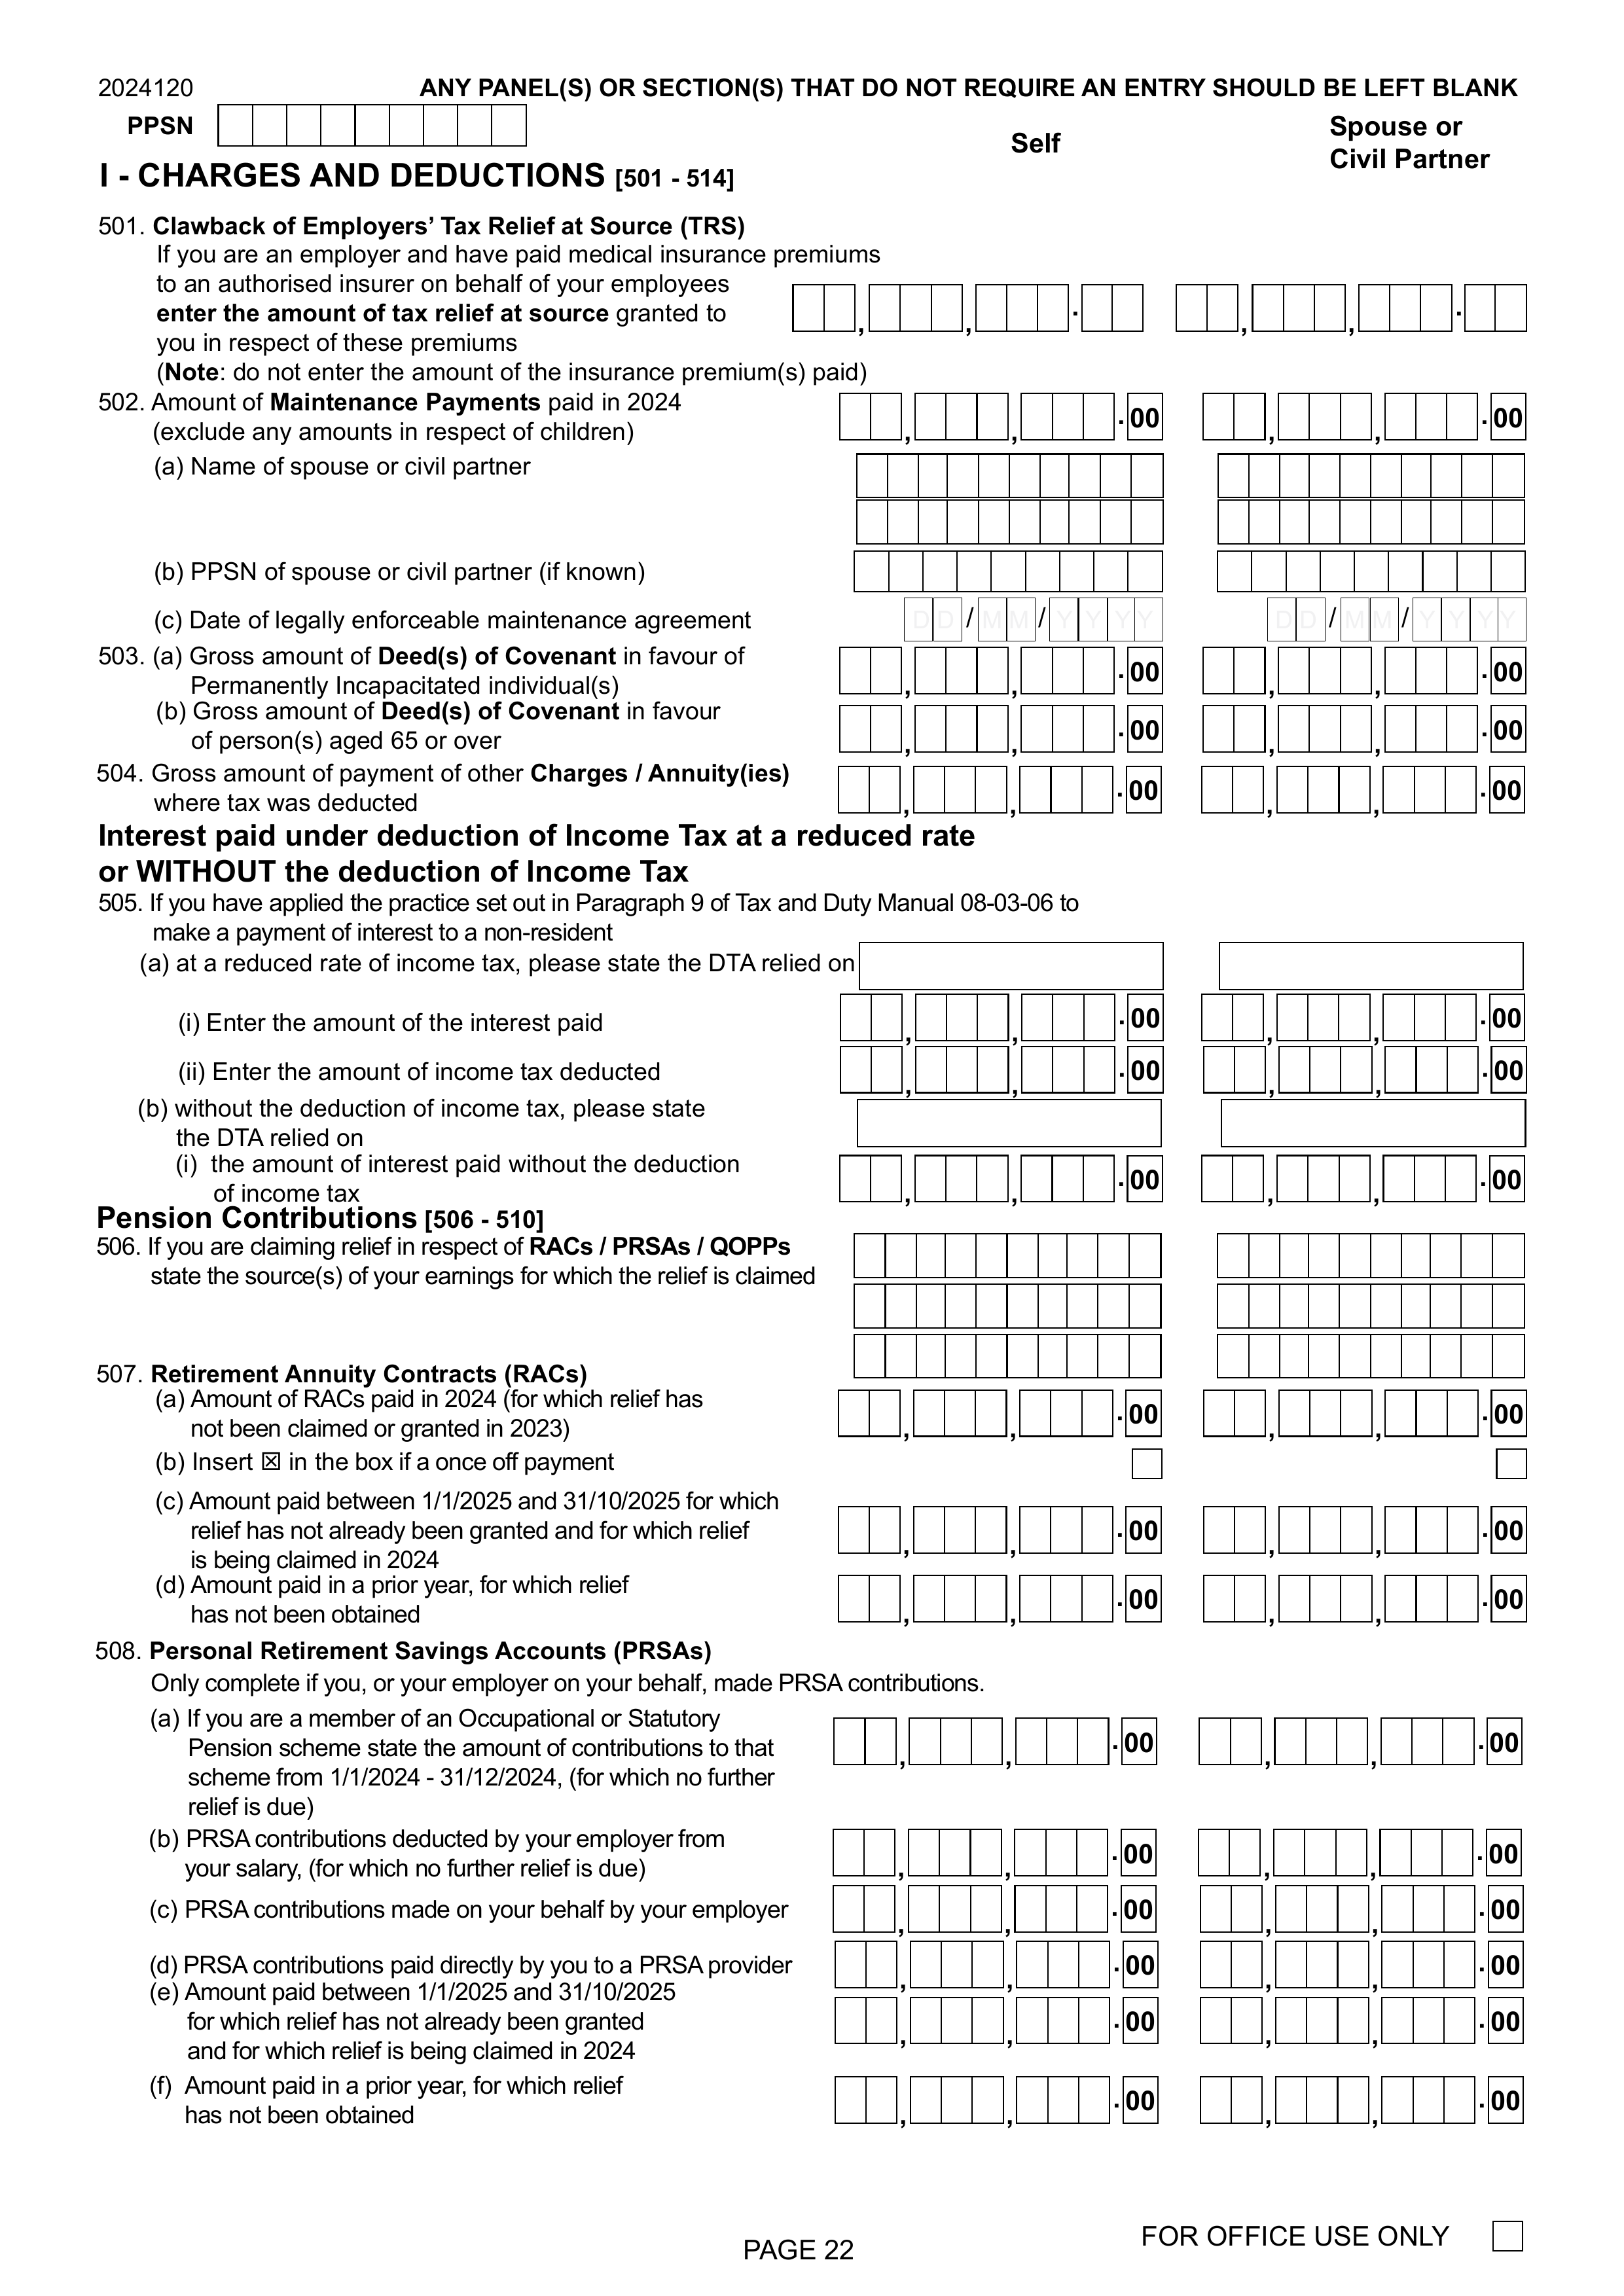 2024120
ANY PANEL(S) OR SECTION(S) THAT DO NOT REQUIRE AN ENTRY SHOULD BE LEFT BLANK
PPSN
Self
Spouse or
Civil Partner
I - CHARGES AND DEDUCTIONS [501 - 514]
501. Clawback of Employers’ Tax Relief at Source (TRS)
If you are an employer and have paid medical insurance premiums
to an authorised insurer on behalf of your employees
enter the amount of tax relief at source granted to
, , . , , .
you in respect of these premiums
(Note: do not enter the amount of the insurance premium(s) paid)
502. Amount of Maintenance Payments paid in 2024
, , .00 , , .00
(exclude any amounts in respect of children)
(a) Name of spouse or civil partner
(b) PPSN of spouse or civil partner (if known)
(c) Date of legally enforceable maintenance agreement DD/MM/YYYY DD/MM/YYYY
503. (a) Gross amount of Deed(s) of Covenant in favour of
Permanently Incapacitated individual(s) , , .00 , , .00
(b) Gross amount of Deed(s) of Covenant in favour
of person(s) aged 65 or over , , .00 , , .00
504. Gross amount of payment of other Charges / Annuity(ies)
where tax was deducted , , .00 , , .00
Interest paid under deduction of Income Tax at a reduced rate
or WITHOUT the deduction of Income Tax
505. If you have applied the practice set out in Paragraph 9 of Tax and Duty Manual 08-03-06 to
make a payment of interest to a non-resident
(a) at a reduced rate of income tax, please state the DTA relied on
(i) Enter the amount of the interest paid , , .00 , , .00
(ii) Enter the amount of income tax deducted , , .00 , , .00
(b) without the deduction of income tax, please state
the DTA relied on
(i) the amount of interest paid without the deduction
of income tax , , .00 , , .00
Pension Contributions [506 - 510]
506. If you are claiming relief in respect of RACs / PRSAs / QOPPs
state the source(s) of your earnings for which the relief is claimed
507. Retirement Annuity Contracts (RACs)
(a) Amount of RACs paid in 2024 (for which relief has
not been claimed or granted in 2023) , , .00 , , .00
(b) Insert ☒ in the box if a once off payment
(c) Amount paid between 1/1/2025 and 31/10/2025 for which
relief has not already been granted and for which relief , , .00 , , .00
is being claimed in 2024
(d) Amount paid in a prior year, for which relief
has not been obtained , , .00 , , .00
508. Personal Retirement Savings Accounts (PRSAs)
Only complete if you, or your employer on your behalf, made PRSA contributions.
(a) If you are a member of an Occupational or Statutory
Pension scheme state the amount of contributions to that , , .00 , , .00
scheme from 1/1/2024 - 31/12/2024, (for which no further
relief is due)
(b) PRSA contributions deducted by your employer from
your salary, (for which no further relief is due) , , .00 , , .00
(c) PRSA contributions made on your behalf by your employer , , .00 , , .00
(d) PRSA contributions paid directly by you to a PRSA provider , , .00 , , .00
(e) Amount paid between 1/1/2025 and 31/10/2025
for which relief has not already been granted , , .00 , , .00
and for which relief is being claimed in 2024
(f) Amount paid in a prior year, for which relief
has not been obtained , , .00 , , .00
PAGE 22
FOR OFFICE USE ONLY